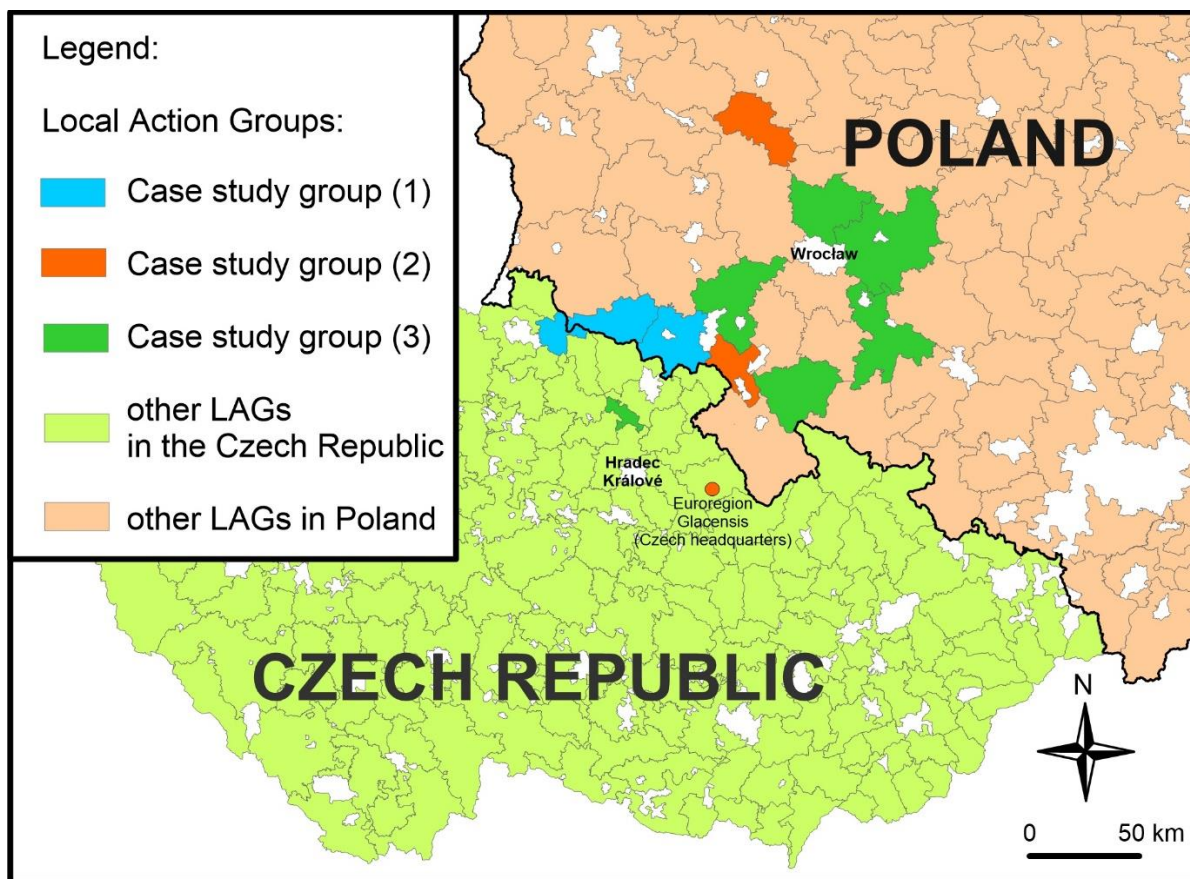 Legend:
Local Action Groups:
Case study group (1)
Case study group (2)
Case study group (3)
other LAGs
in the Czech Republic
other LAGs in Poland
POLAND
Wrocław
Hradec
Králové
Euroregion
Glacensis
(Czech headquarters)
CZECH REPUBLIC
N
0 50 km